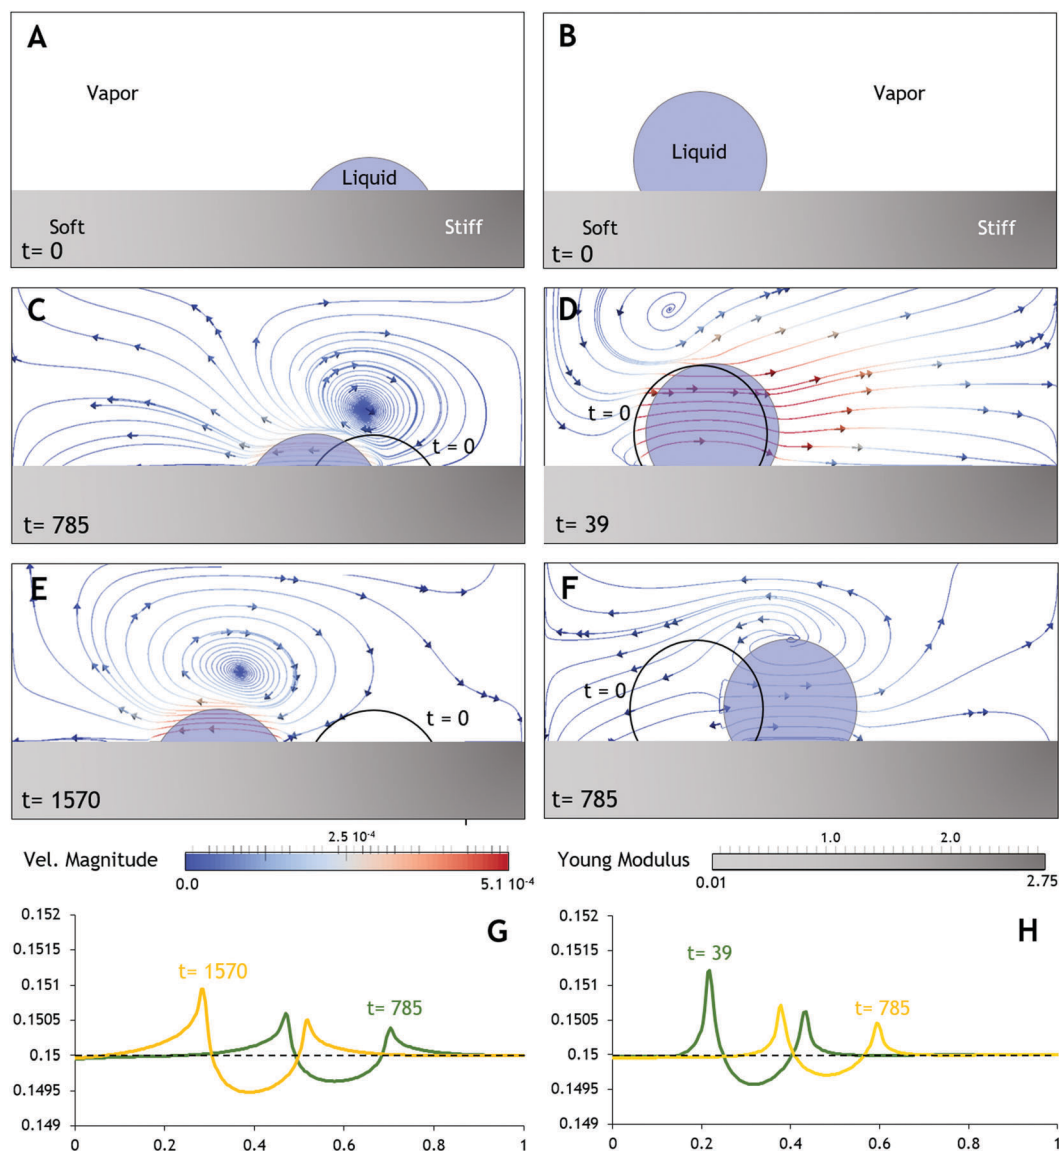 A
B
Vapor
Vapor
Liquid
Liquid
Soft
Stiff
t= 0
Soft
Stiff
t= 0
C
t= 0
t= 785
D
t= 0
t= 39
E
t= 0
t= 1570
F
t= 0
t= 785
Vel. Magnitude
2.5 10⁻⁴
0.0
5.1 10⁻⁴
Young Modulus
1.0
2.0
0.01
2.75
G
0.152
0.1515
0.151
0.1505
0.15
0.1495
0.149
t= 1570
t= 785
0
0.2
0.4
0.6
0.8
1
H
0.152
0.1515
0.151
0.1505
0.15
0.1495
0.149
t= 39
t= 785
0
0.2
0.4
0.6
0.8
1